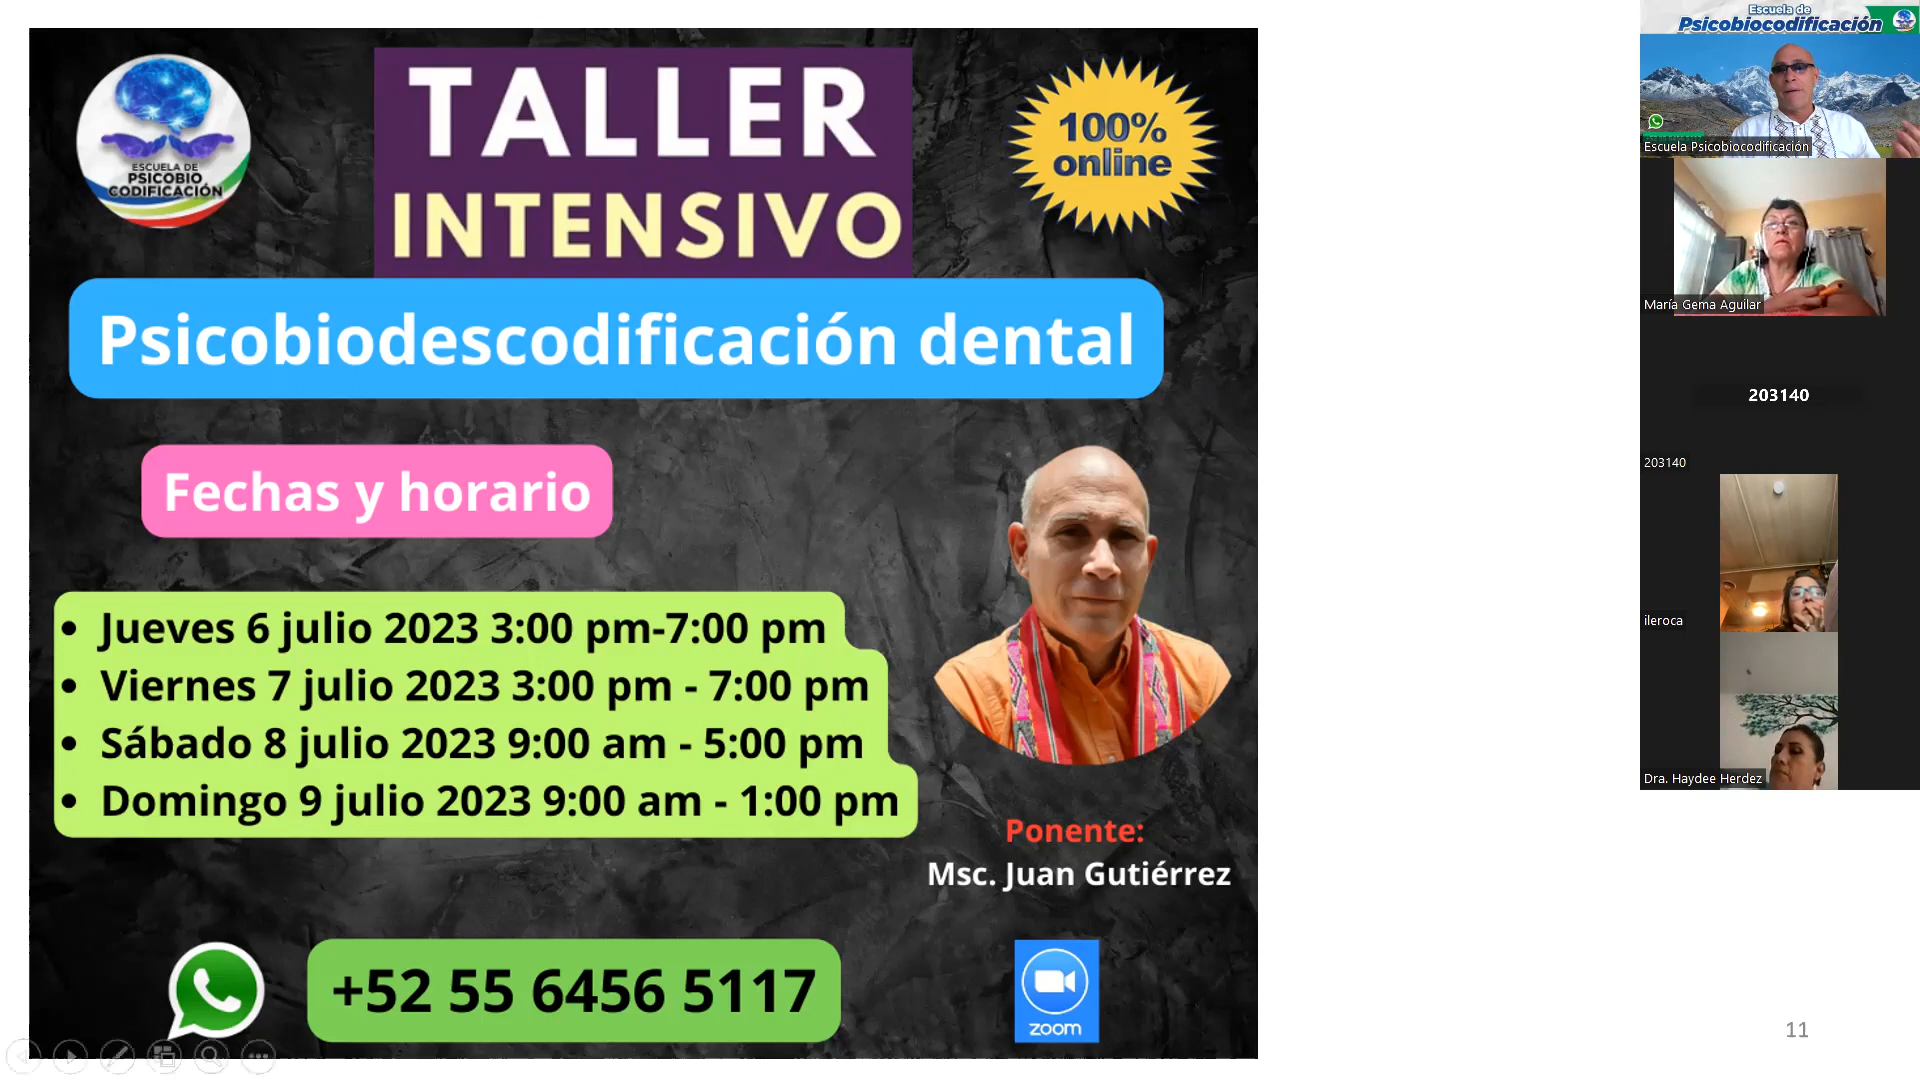 ESCUELA DE
PSICOBIO
CODIFICACIÓN
TALLER
INTENSIVO
100%
online
Psicobiodescodificación dental
Fechas y horario
• Jueves 6 julio 2023 3:00 pm-7:00 pm
• Viernes 7 julio 2023 3:00 pm - 7:00 pm
• Sábado 8 julio 2023 9:00 am - 5:00 pm
• Domingo 9 julio 2023 9:00 am - 1:00 pm
Ponente:
Msc. Juan Gutiérrez
+52 55 6456 5117
zoom
11
Escuela de
Psicobiocodificación
Escuela Psicobiocodificación
María Gema Aguilar
203140
203140
ileroca
Dra. Haydee Herdez